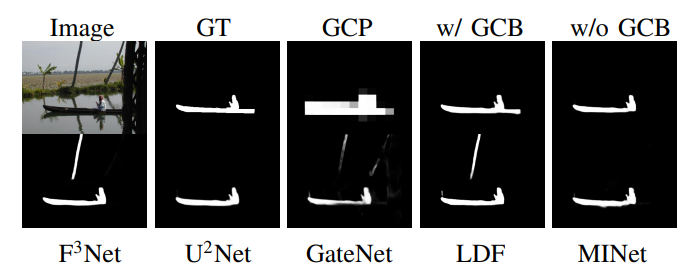 Image GT GCP w/ GCB w/o GCB
F³Net U²Net GateNet LDF MINet